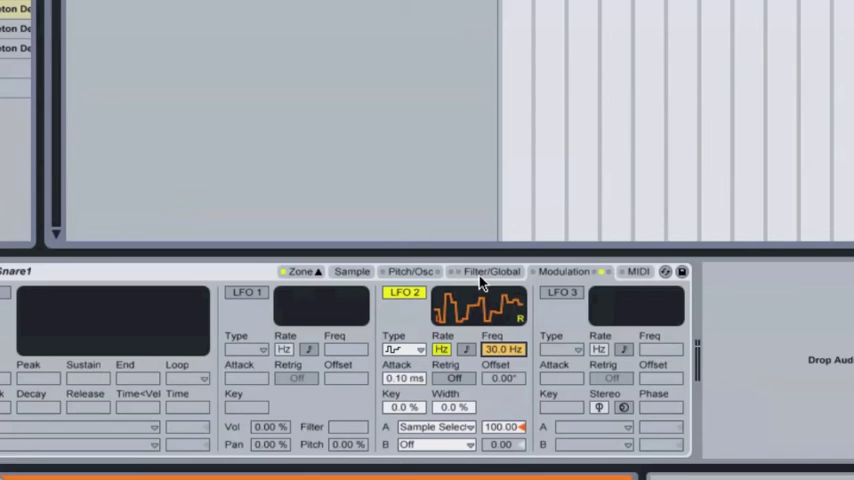 eton De
eton De
eton De
Snare1 Zone Sample Pitch/Osc Filter/Global Modulation MIDI
LFO 1 LFO 2 R LFO 3
Type Rate Freq Type Rate Freq Type Rate Freq
Hz Hz 30.0 Hz Hz
Peak Sustain End Loop Attack Retrig Offset Attack Retrig Offset Attack Retrig Offset
Off 0.10 ms Off 0.00° Off
Decay Release Time<Vel Time Key Key Width Key Stereo Phase
0.0 % 0.0 %
Vol 0.00 % Filter A Sample Select 100.00 A
Pan 0.00 % Pitch 0.00 % B Off 0.00 B
Drop Aud